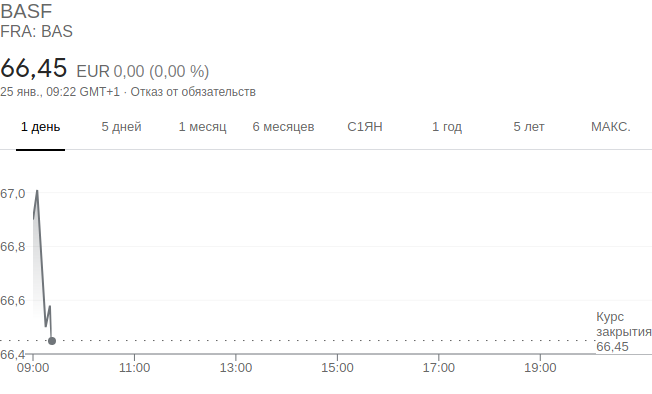 BASF
FRA: BAS
66,45 EUR 0,00 (0,00 %)
25 янв., 09:22 GMT+1 · Отказ от обязательств
1 день 5 дней 1 месяц 6 месяцев С1ЯН 1 год 5 лет МАКС.
67,0
66,8
66,6
Курс
закрытия
66,45
66,4
09:00 11:00 13:00 15:00 17:00 19:00